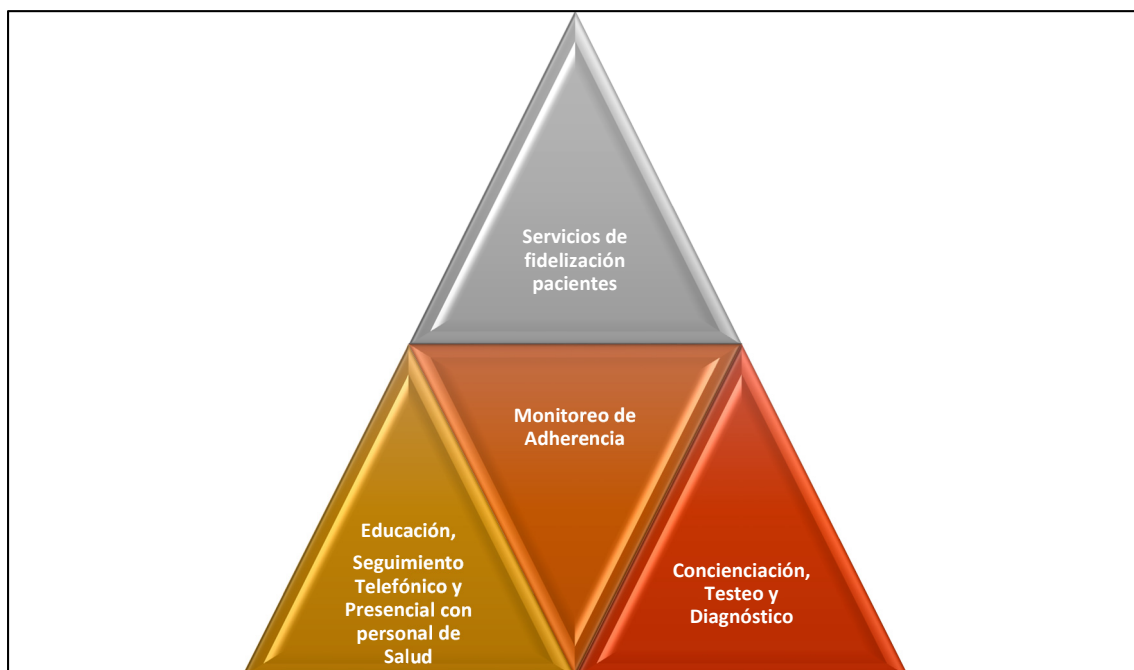 Servicios de
fidelización
pacientes
Monitoreo de
Adherencia
Educación,
Seguimiento
Telefónico y
Presencial con
personal de
Salud
Concienciación,
Testeo y
Diagnóstico